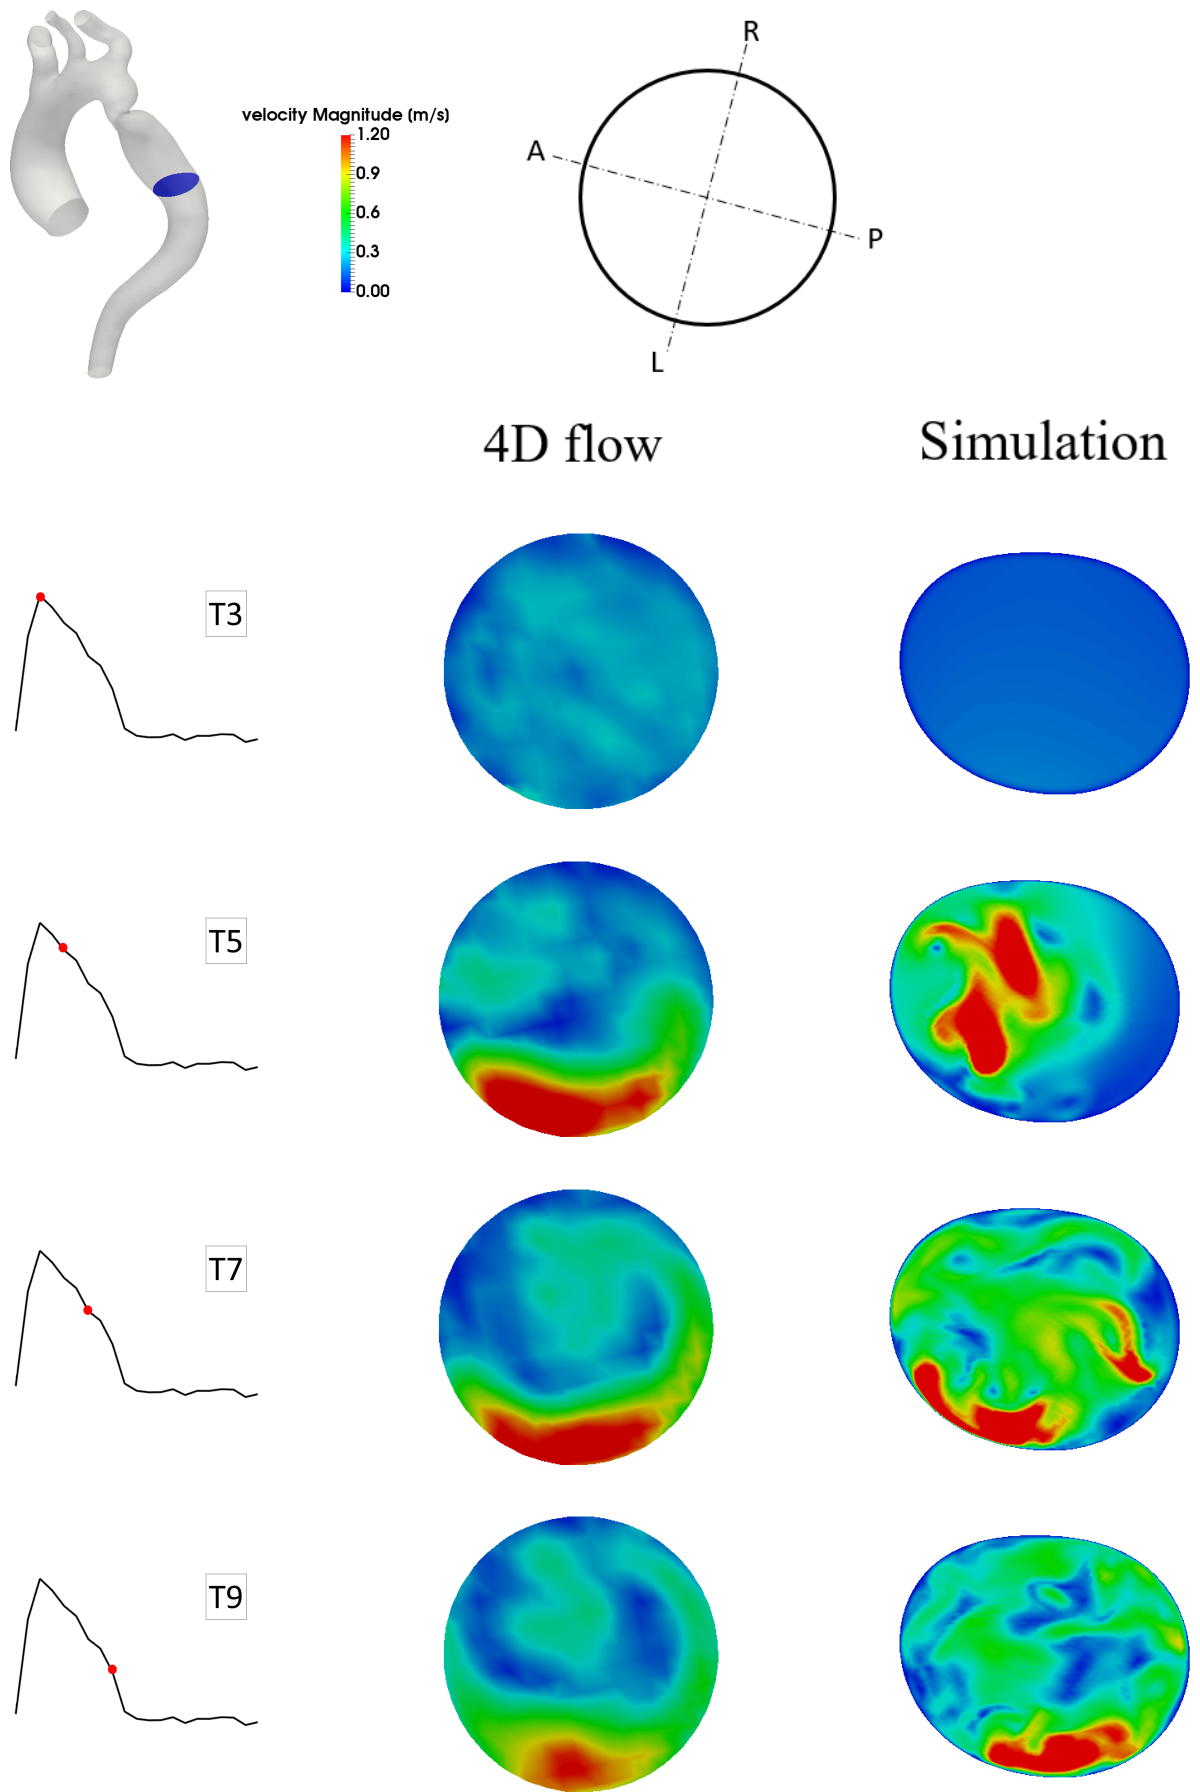 velocity Magnitude (m/s)
1.20
0.9
0.6
0.3
0.00
R
A
P
L
4D flow
Simulation
T3
T5
T7
T9